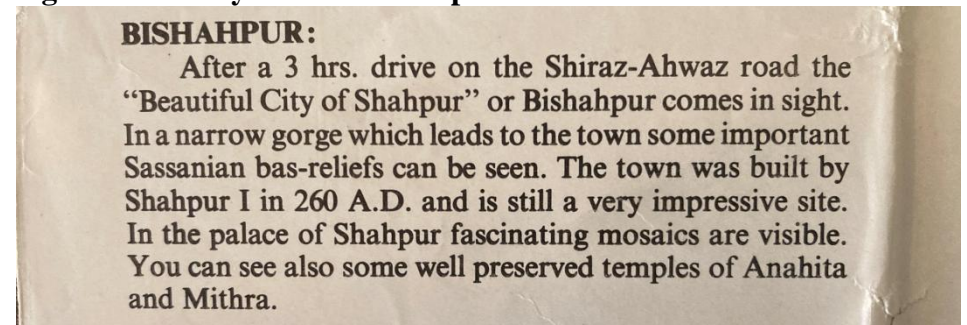 BISHAHPUR:
After a 3 hrs. drive on the Shiraz-Ahwaz road the
“Beautiful City of Shahpur” or Bishahpur comes in sight.
In a narrow gorge which leads to the town some important
Sassanian bas-reliefs can be seen. The town was built by
Shahpur I in 260 A.D. and is still a very impressive site.
In the palace of Shahpur fascinating mosaics are visible.
You can see also some well preserved temples of Anahita
and Mithra.